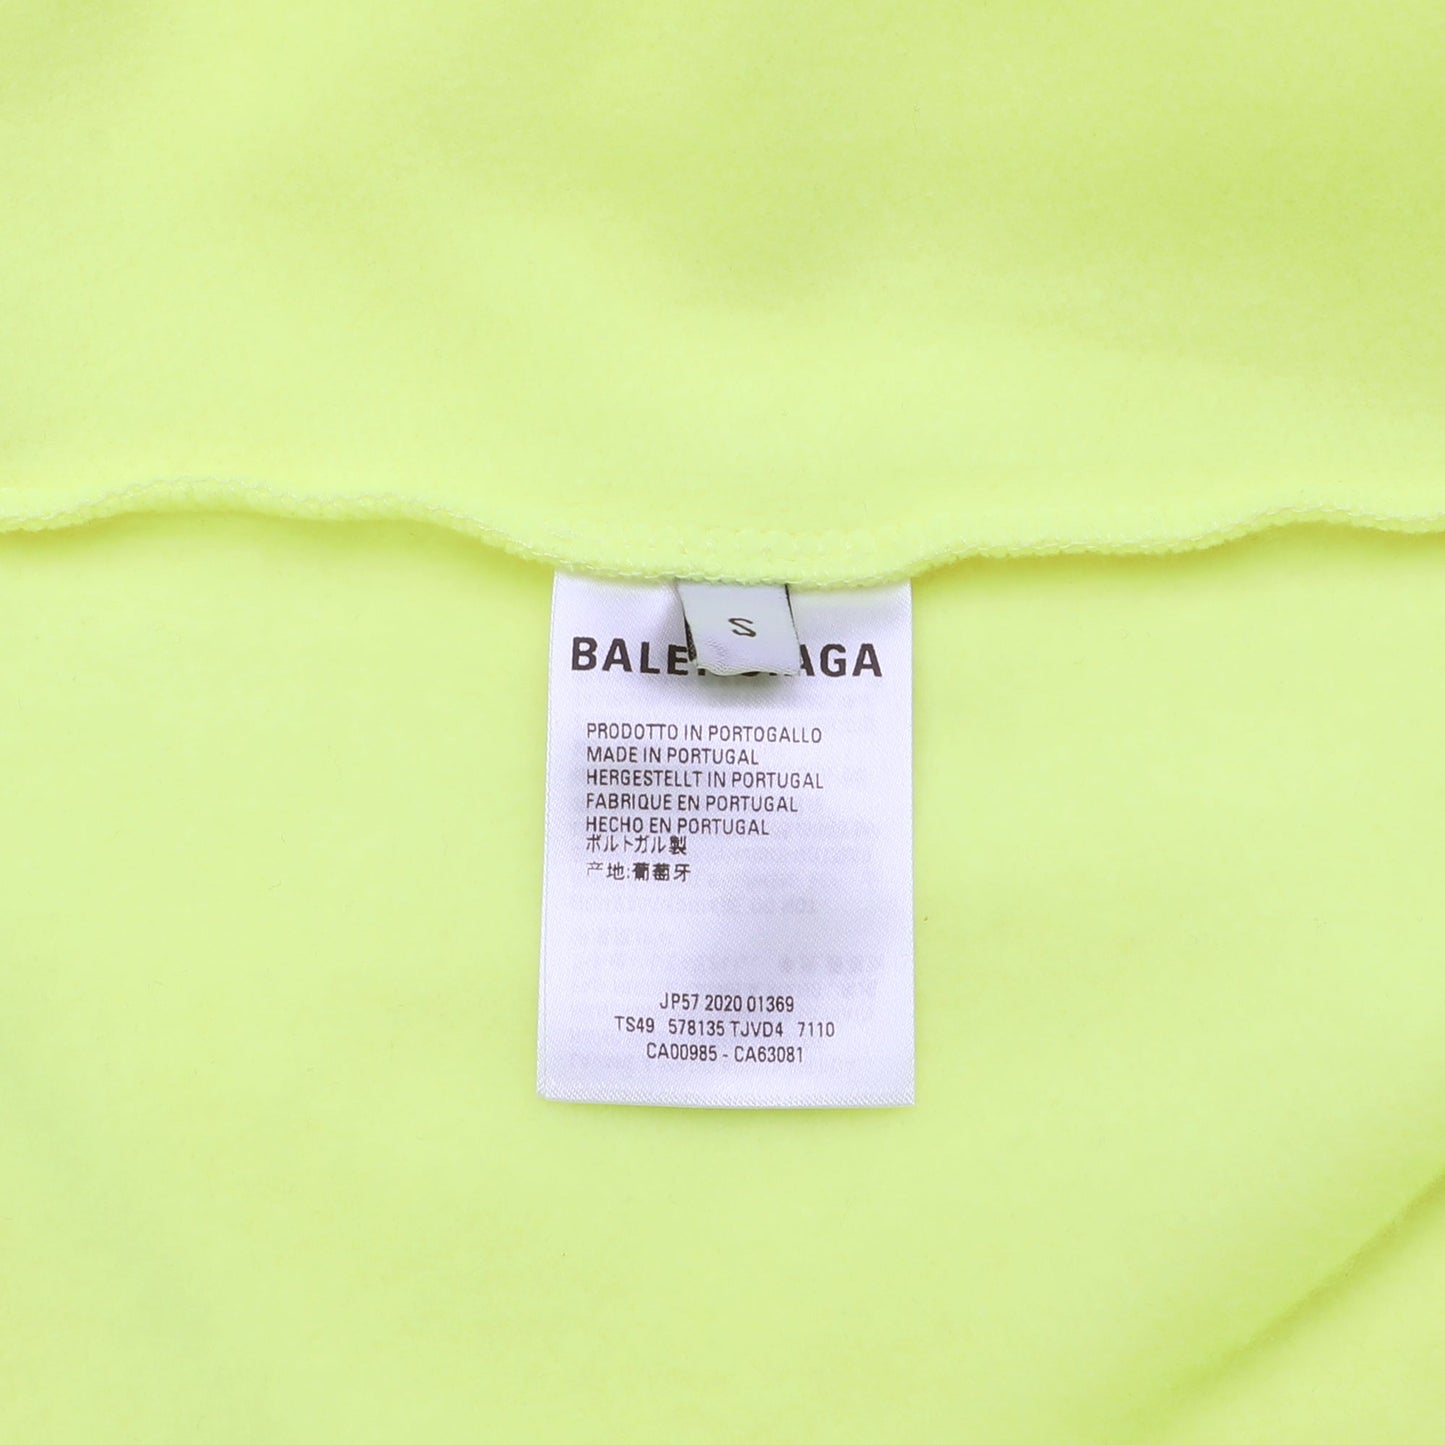 S
BALENCIAGA
PRODOTTO IN PORTOGALLO
MADE IN PORTUGAL
HERGESTELLT IN PORTUGAL
FABRIQUE EN PORTUGAL
HECHO EN PORTUGAL
ポルトガル製
产地:葡萄牙
JP57 2020 01369
TS49 578135 TJVD4 7110
CA00985 - CA63081